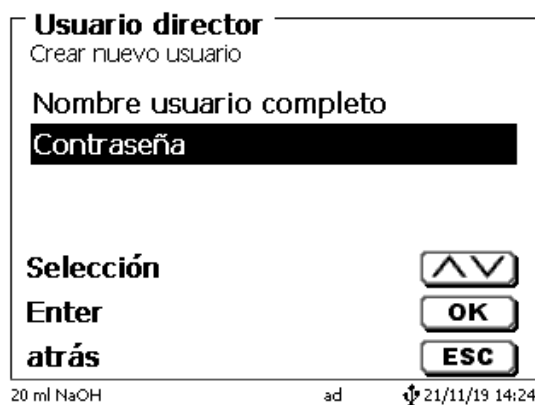 Usuario director
Crear nuevo usuario
Nombre usuario completo
Contraseña
Selección
Enter OK
atrás ESC
20 ml NaOH ad 21/11/19 14:24